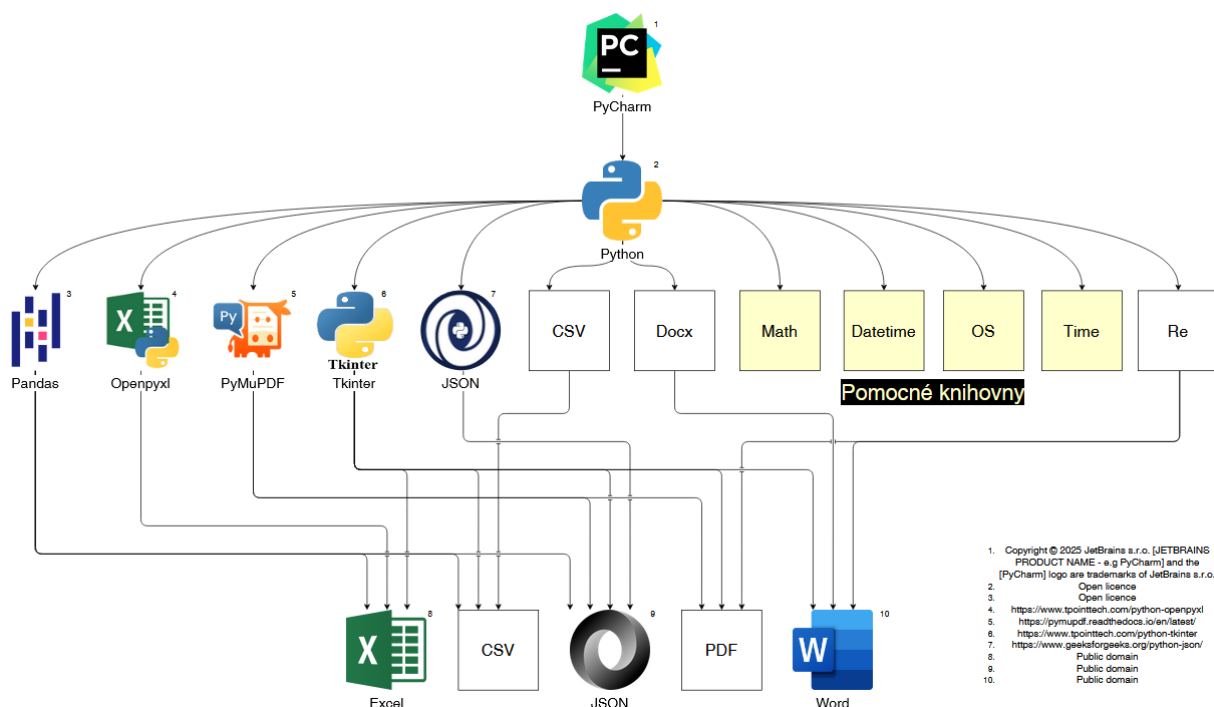 1
PC
PyCharm
2
Python
3
4
5
6
7
X
Py
Tkinter
CSV
Docx
Math
Datetime
OS
Time
Re
Pandas
Openpyxl
PyMuPDF
Tkinter
JSON
Pomocné knihovny
8
9
10
X
CSV
PDF
W
Excel
JSON
Word
1. Copyright © 2025 JetBrains s.r.o. [JETBRAINS
PRODUCT NAME - e.g PyCharm] and the
[PyCharm] logo are trademarks of JetBrains s.r.o.
2. Open licence
3. Open licence
4. https://www.tpointtech.com/python-openpyxl
5. https://pymupdf.readthedocs.io/en/latest/
6. https://www.tpointtech.com/python-tkinter
7. https://www.geeksforgeeks.org/python-json/
8. Public domain
9. Public domain
10. Public domain